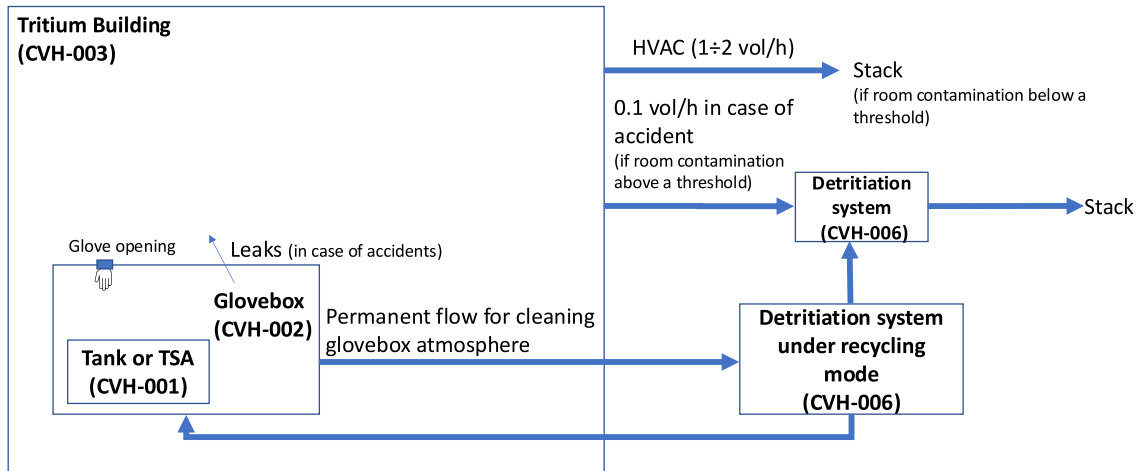 Tritium Building
(CVH-003)
HVAC (1÷2 vol/h)
Stack
(if room contamination below a
threshold)
0.1 vol/h in case of
accident
(if room contamination
above a threshold)
Detritiation
system
(CVH-006)
Stack
Glove opening
Leaks (in case of accidents)
Glovebox
(CVH-002)
Permanent flow for cleaning
glovebox atmosphere
Tank or TSA
(CVH-001)
Detritiation system
under recycling
mode
(CVH-006)